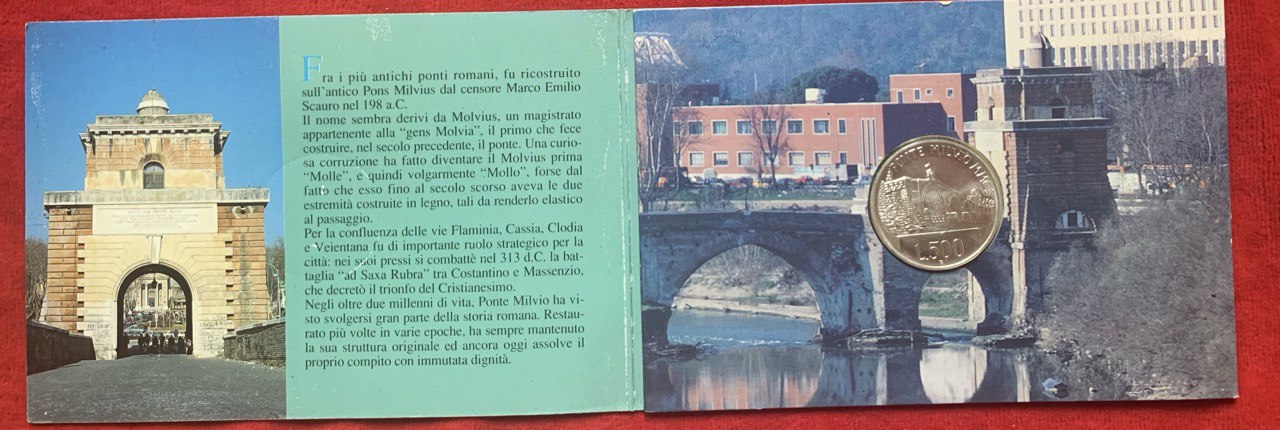 Fra i più antichi ponti romani, fu ricostruito
sull'antico Pons Milvius dal censore Marco Emilio
Scauro nel 198 a.C.
Il nome sembra derivi da Molvius, un magistrato
appartenente alla "gens Molvia", il primo che fece
costruire, nel secolo precedente, il ponte. Una curio-
sa corruzione ha fatto diventare il Molvius prima
"Molle", e quindi volgarmente "Mollo", forse dal
fatto che esso fino al secolo scorso aveva le due
estremità costruite in legno, tali da renderlo elastico
al passaggio.
Per la confluenza delle vie Flaminia, Cassia, Clodia
e Veientana fu di importante ruolo strategico per la
città: nei suoi pressi si combattè nel 313 d.C. la bat-
taglia "ad Saxa Rubra" tra Costantino e Massenzio,
che decretò il trionfo del Cristianesimo.
Negli oltre due millenni di vita, Ponte Milvio ha vi-
sto svolgersi gran parte della storia romana. Restau-
rato più volte in varie epoche, ha sempre mantenuto
la sua struttura originale ed ancora oggi assolve il
proprio compito con immutata dignità.
PONTE MILVIO
L.500